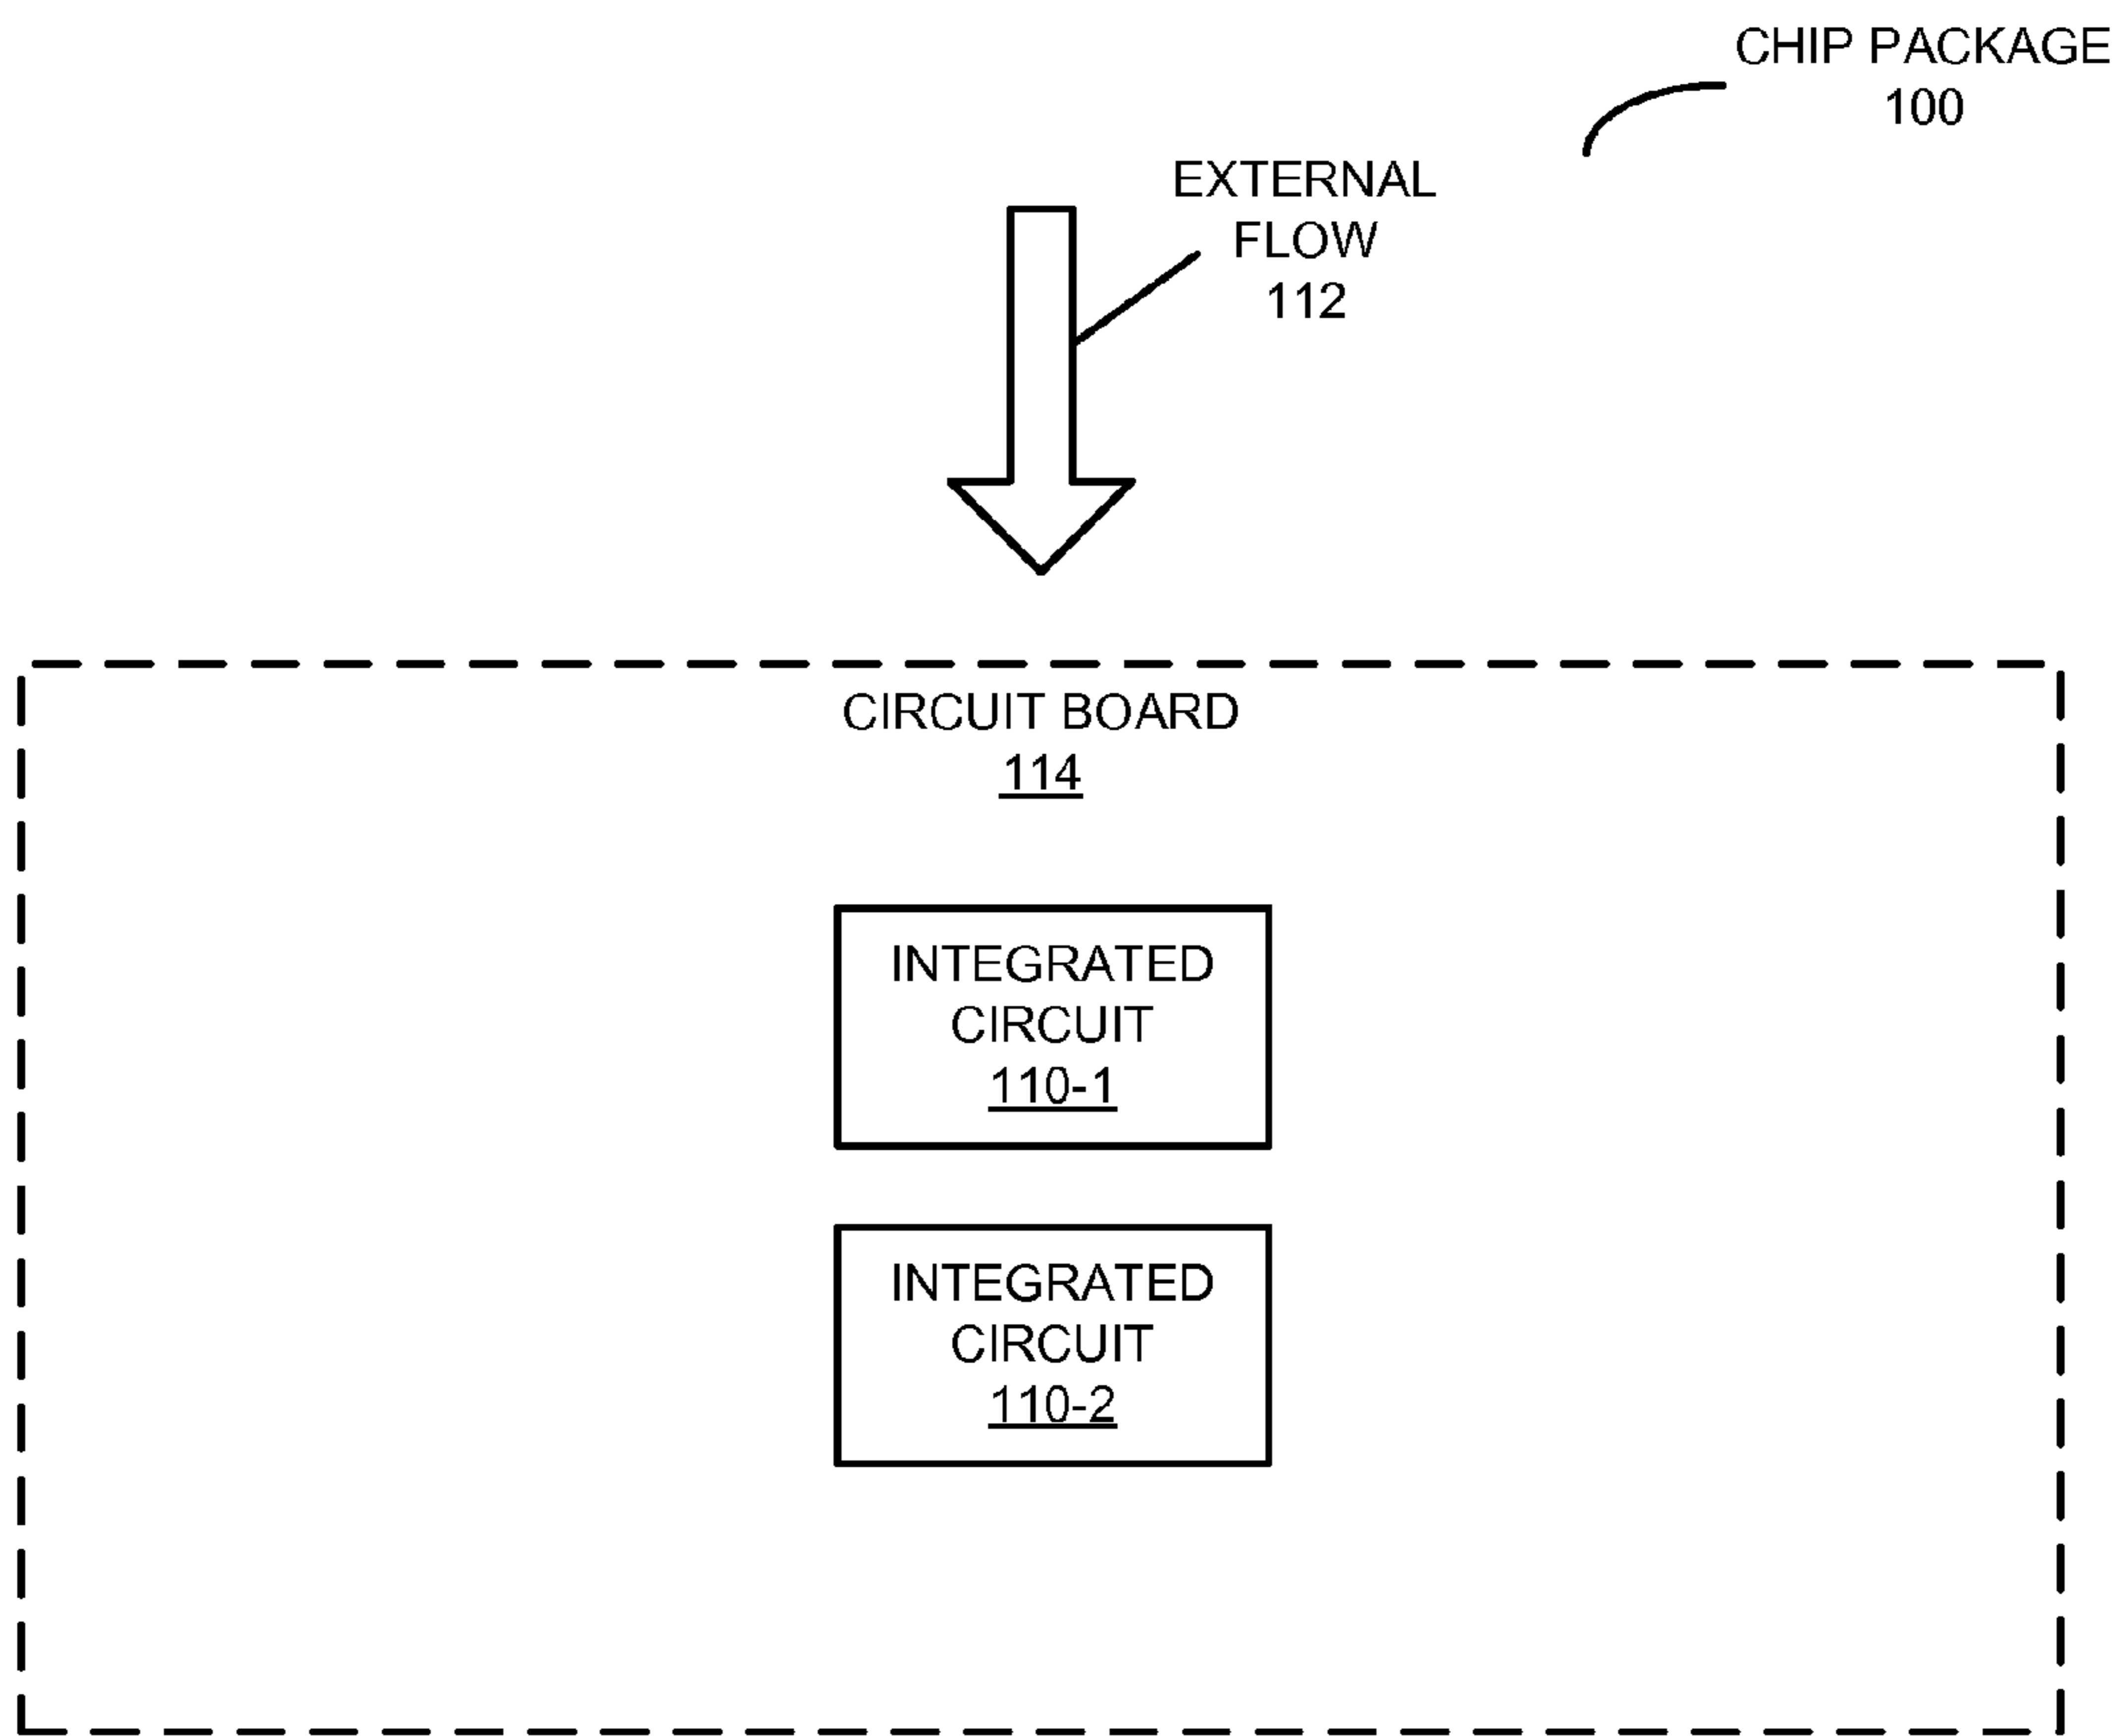 CHIP PACKAGE
100
EXTERNAL
FLOW
112
CIRCUIT BOARD
114
INTEGRATED
CIRCUIT
110-1
INTEGRATED
CIRCUIT
110-2